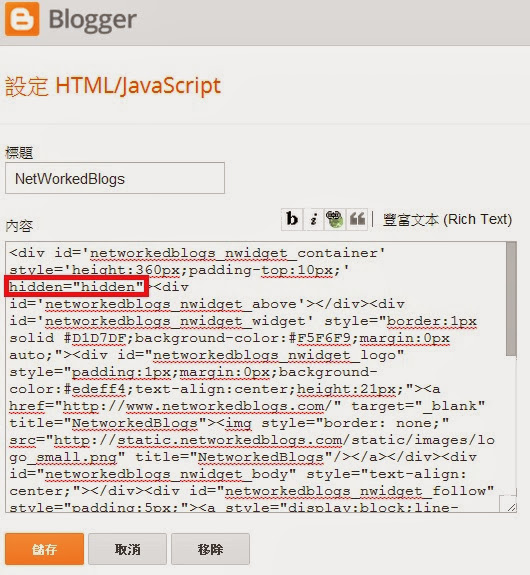 Blogger
設定 HTML/JavaScript
標題
NetWorkedBlogs
內容
b i 豐富文本 (Rich Text)
<div id='networkedblogs_nwidget_container'
style='height:360px;padding-top:10px;'
hidden="hidden"><div
id='networkedblogs_nwidget_above'></div><div
id='networkedblogs_nwidget_widget' style="border:1px
solid #D1D7DF;background-color:#F5F6F9;margin:0px
auto;"><div id="networkedblogs_nwidget_logo"
style="padding:1px;margin:0px;background-
color:#edeff4;text-align:center;height:21px;"><a
href="http://www.networkedblogs.com/" target="_blank"
title="NetworkedBlogs"><img style="border: none;"
src="http://static.networkedblogs.com/static/images/lo
go_small.png" title="NetworkedBlogs"/></a></div><div
id="networkedblogs_nwidget_body" style="text-align:
center;"></div><div id="networkedblogs_nwidget_follow"
style="padding:5px;"><a style="display:block;line-
儲存 取消 移除